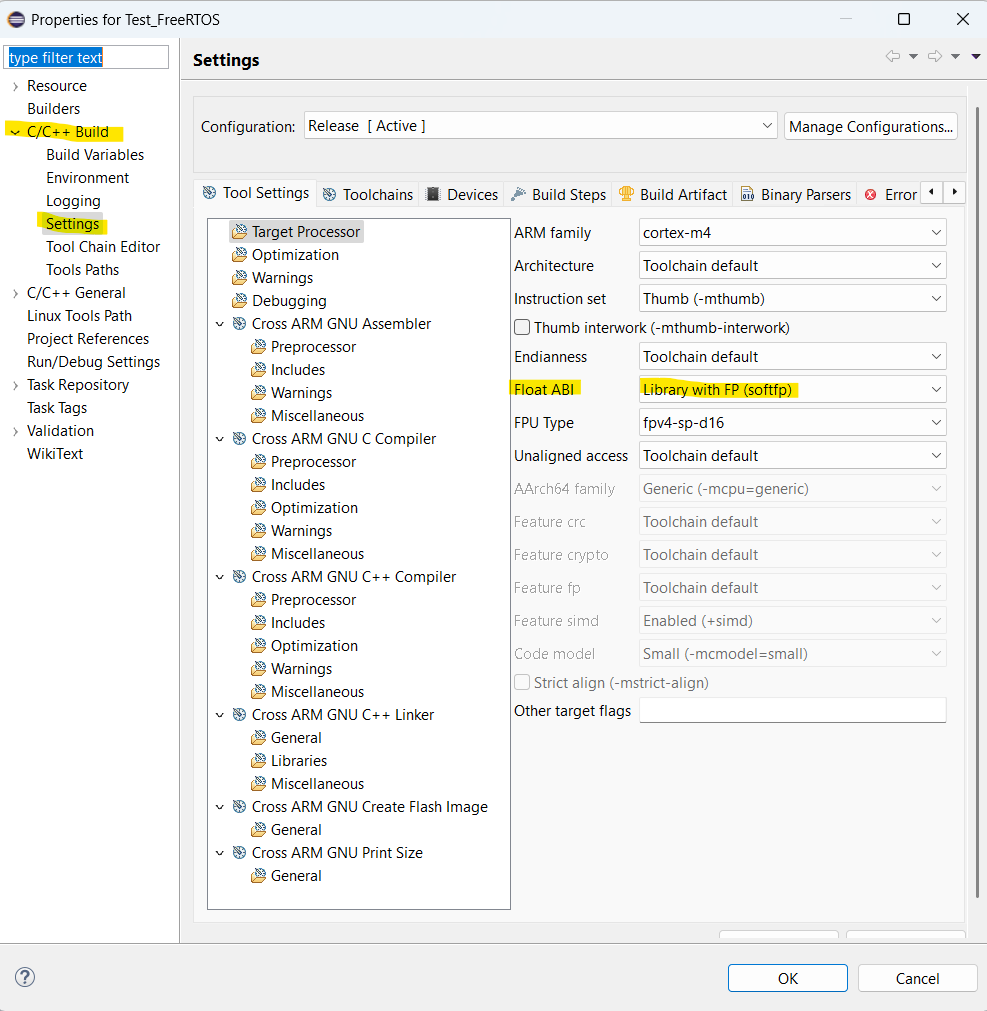 Properties for Test_FreeRTOS
type filter text
Resource
Builders
C/C++ Build
Build Variables
Environment
Logging
Settings
Tool Chain Editor
Tools Paths
C/C++ General
Linux Tools Path
Project References
Run/Debug Settings
Task Repository
Task Tags
Validation
WikiText
Settings
Configuration: Release [ Active ] Manage Configurations...
Tool Settings Toolchains Devices Build Steps Build Artifact Binary Parsers Error
Target Processor
Optimization
Warnings
Debugging
Cross ARM GNU Assembler
Preprocessor
Includes
Warnings
Miscellaneous
Cross ARM GNU C Compiler
Preprocessor
Includes
Optimization
Warnings
Miscellaneous
Cross ARM GNU C++ Compiler
Preprocessor
Includes
Optimization
Warnings
Miscellaneous
Cross ARM GNU C++ Linker
General
Libraries
Miscellaneous
Cross ARM GNU Create Flash Image
General
Cross ARM GNU Print Size
General
ARM family cortex-m4
Architecture Toolchain default
Instruction set Thumb (-mthumb)
Thumb interwork (-mthumb-interwork)
Endianness Toolchain default
Float ABI Library with FP (softfp)
FPU Type fpv4-sp-d16
Unaligned access Toolchain default
AArch64 family Generic (-mcpu=generic)
Feature crc Toolchain default
Feature crypto Toolchain default
Feature fp Toolchain default
Feature simd Enabled (+simd)
Code model Small (-mcmodel=small)
Strict align (-mstrict-align)
Other target flags
OK Cancel